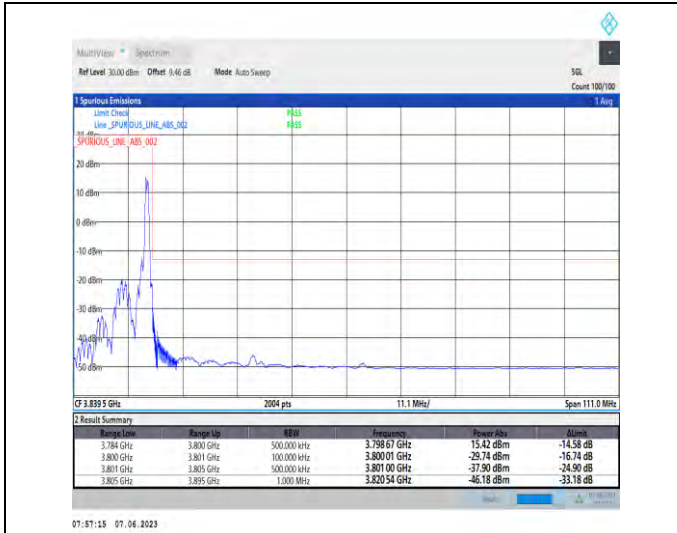 MultiView Spectrum
Ref Level 30.00 dBm Offset 9.46 dB Mode Auto Sweep SGL
Count 100/100
1 Spurious Emissions 1 Avg
Limit Check PASS
Line _SPURIOUS_LINE_ABS_002 PASS
30 dBm
_SPURIOUS_LINE_ABS_002
20 dBm
10 dBm
0 dBm
-10 dBm
-20 dBm
-30 dBm
-40 dBm
-50 dBm
CF 3.839 5 GHz 2004 pts 11.1 MHz/ Span 111.0 MHz
2 Result Summary
Range Low Range Up RBW Frequency Power Abs ΔLimit
3.784 GHz 3.800 GHz 500.000 kHz 3.798 67 GHz 15.42 dBm -14.58 dB
3.800 GHz 3.801 GHz 100.000 kHz 3.800 01 GHz -29.74 dBm -16.74 dB
3.801 GHz 3.805 GHz 500.000 kHz 3.801 00 GHz -37.90 dBm -24.90 dB
3.805 GHz 3.895 GHz 1.000 MHz 3.820 54 GHz -46.18 dBm -33.18 dB
07:57:15 07.06.2023